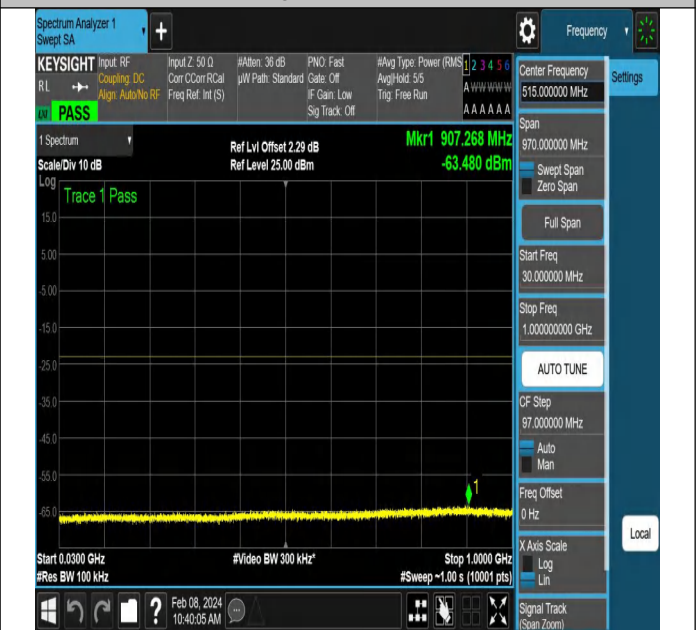 Spectrum Analyzer 1
Swept SA
+
Frequency
KEYSIGHT
RL
Input: RF
Coupling: DC
Align: Auto/No RF
Input Z: 50 Ω
Corr CCorr RCal
Freq Ref: Int (S)
#Atten: 36 dB
µW Path: Standard
PNO: Fast
Gate: Off
IF Gain: Low
Sig Track: Off
#Avg Type: Power (RMS
Avg|Hold: 5/5
Trig: Free Run
1 2 3 4 5 6
A W W W W W
A A A A A A
PASS
1 Spectrum
Scale/Div 10 dB
Ref Lvl Offset 2.29 dB
Ref Level 25.00 dBm
Mkr1 907.268 MHz
-63.480 dBm
Log
Trace 1 Pass
15.0
5.00
-5.00
-15.0
-25.0
-35.0
-45.0
-55.0
-65.0
1
Start 0.0300 GHz
#Res BW 100 kHz
#Video BW 300 kHz*
Stop 1.0000 GHz
#Sweep ~1.00 s (10001 pts)
?
Feb 08, 2024
10:40:05 AM
Center Frequency
515.000000 MHz
Settings
Span
970.000000 MHz
Swept Span
Zero Span
Full Span
Start Freq
30.000000 MHz
Stop Freq
1.000000000 GHz
AUTO TUNE
CF Step
97.000000 MHz
Auto
Man
Freq Offset
0 Hz
X Axis Scale
Log
Lin
Local
Signal Track
(Span Zoom)